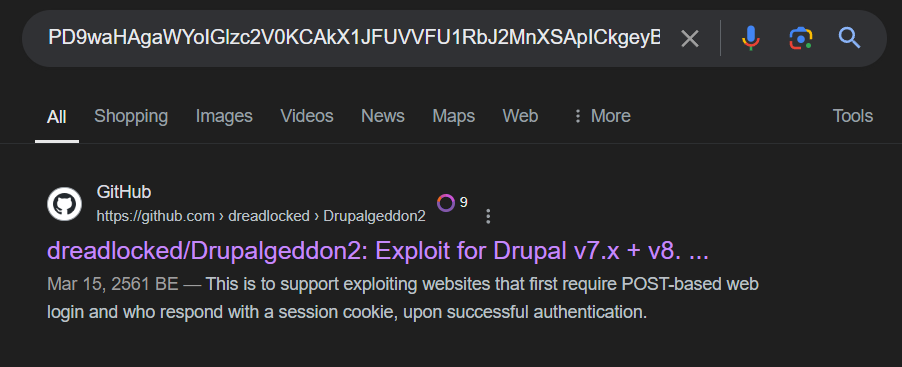 PD9waHAgaWYoIGlzc2V0KCAkX1JFUVVFU1RbJ2MnXSApICkgeyB
All Shopping Images Videos News Maps Web More Tools
GitHub
https://github.com › dreadlocked › Drupalgeddon2 9
dreadlocked/Drupalgeddon2: Exploit for Drupal v7.x + v8. ...
Mar 15, 2561 BE — This is to support exploiting websites that first require POST-based web
login and who respond with a session cookie, upon successful authentication.